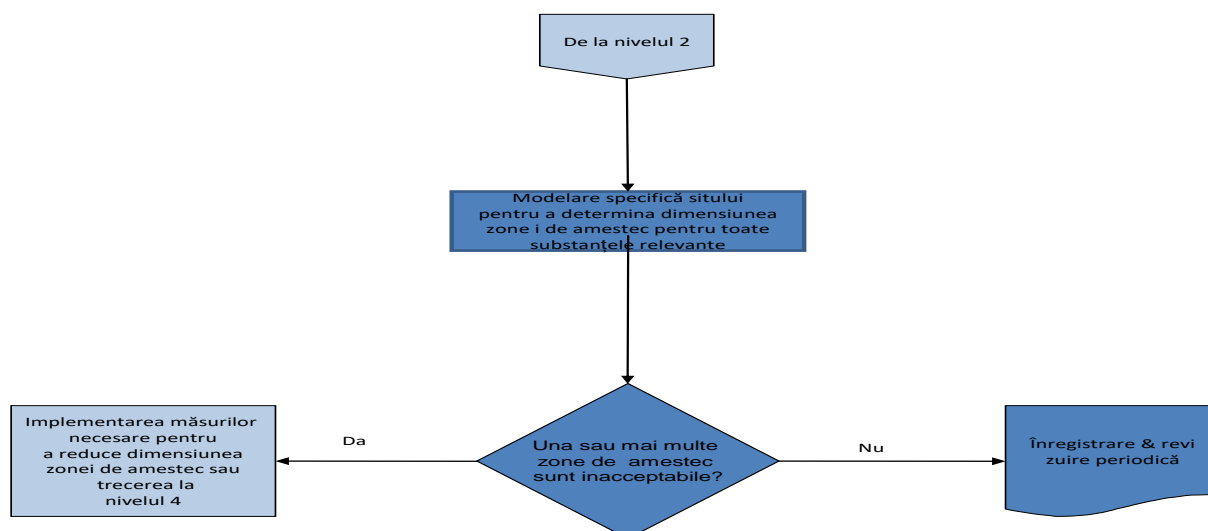 De la nivelul 2
Modelare specifică sitului
pentru a determina dimensiunea
zone i de amestec pentru toate
substanțele relevante
Implementarea măsurilor
necesare pentru
a reduce dimensiunea
zonei de amestec sau
trecerea la
nivelul 4
Da
Una sau mai multe
zone de amestec
sunt inacceptabile?
Nu
Înregistrare & revi
zuire periodică